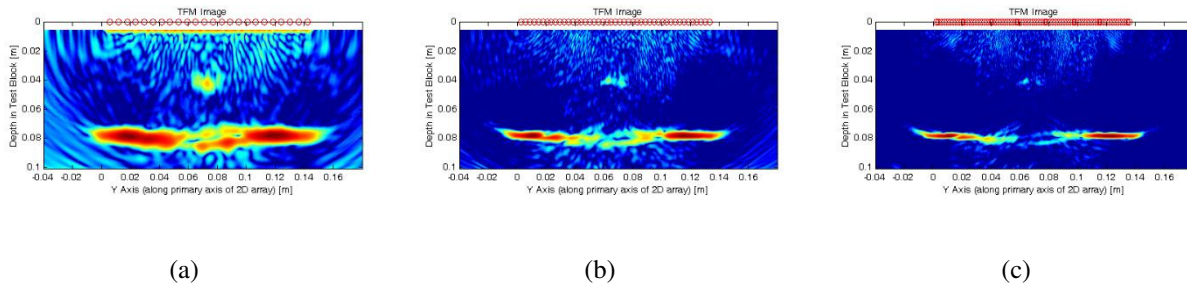 TFM Image
0
0.02
0.04
0.06
0.08
0.1
Depth in Test Block [m]
-0.04 -0.02 0 0.02 0.04 0.06 0.08 0.1 0.12 0.14 0.16
Y Axis (along primary axis of 2D array) [m]
(a)
TFM Image
0
0.02
0.04
0.06
0.08
0.1
Depth in Test Block [m]
-0.04 -0.02 0 0.02 0.04 0.06 0.08 0.1 0.12 0.14 0.16
Y Axis (along primary axis of 2D array) [m]
(b)
TFM Image
0
0.02
0.04
0.06
0.08
0.1
Depth in Test Block [m]
-0.04 -0.02 0 0.02 0.04 0.06 0.08 0.1 0.12 0.14 0.16
Y Axis (along primary axis of 2D array) [m]
(c)